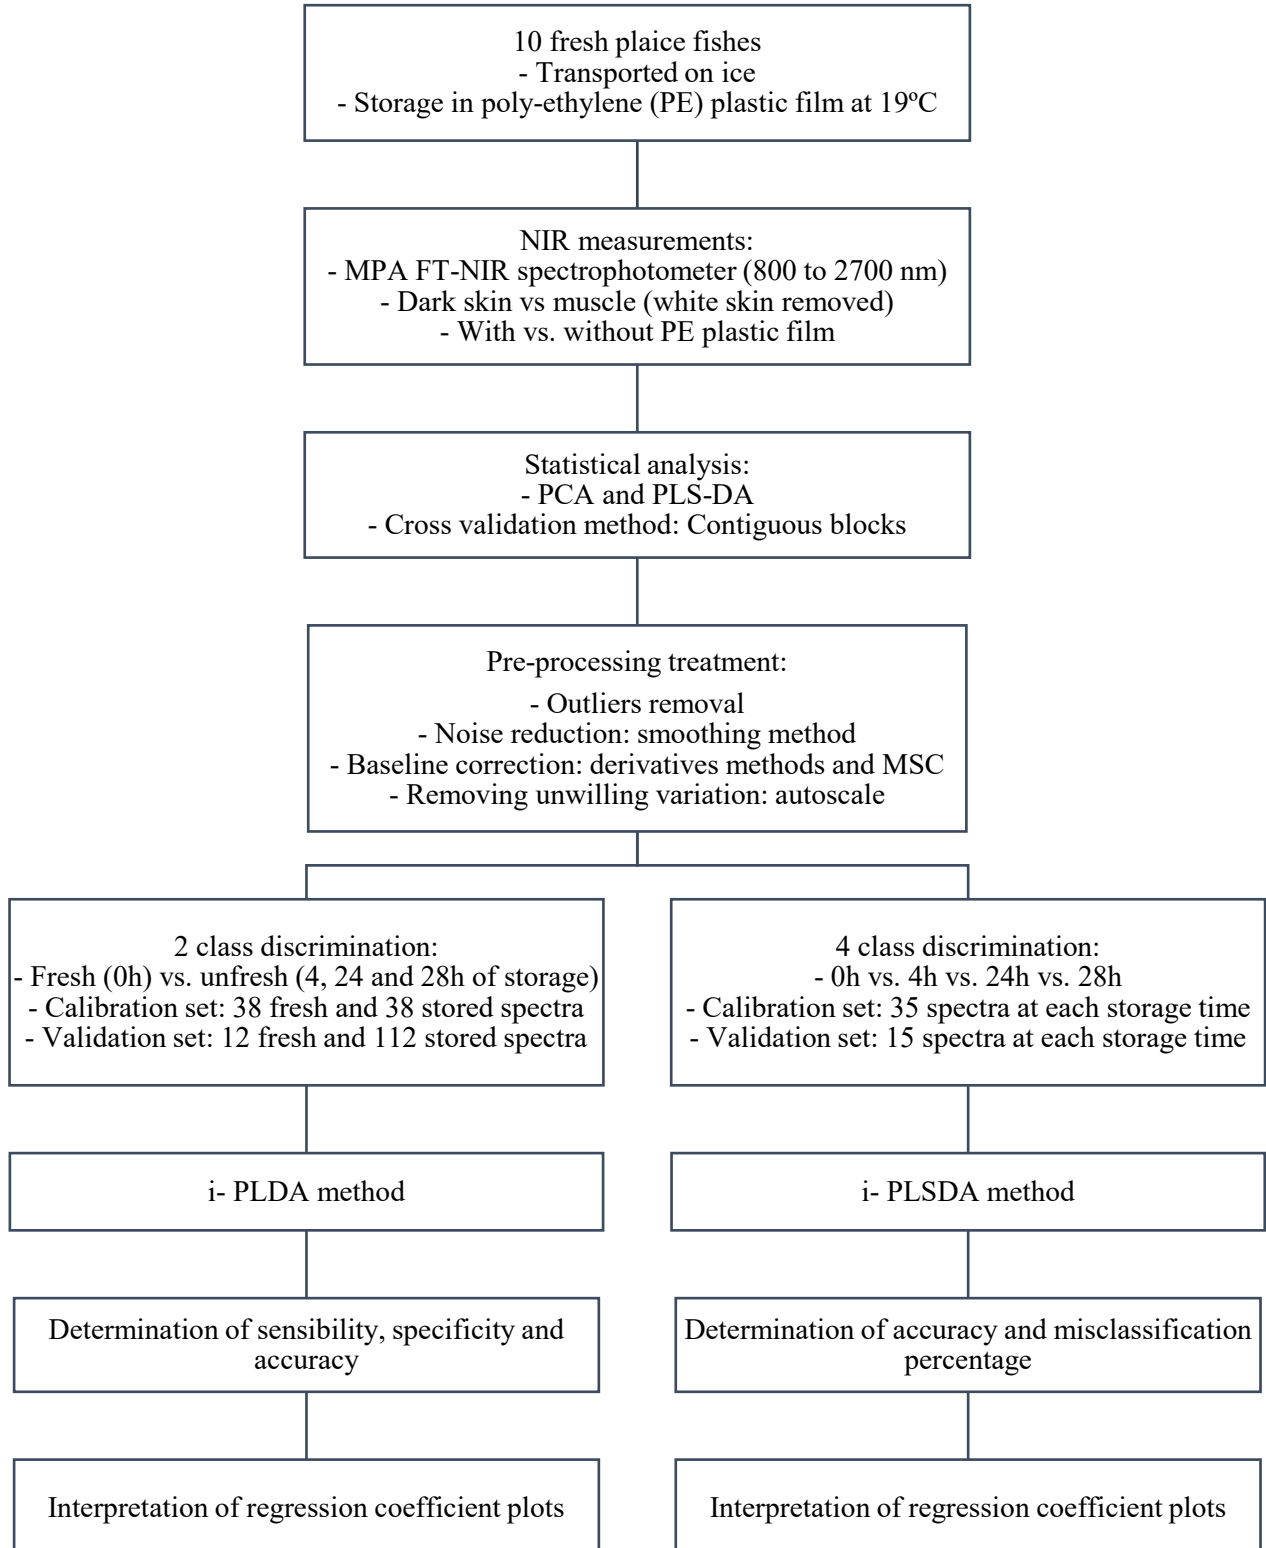 10 fresh plaice fishes
- Transported on ice
- Storage in poly-ethylene (PE) plastic film at 19ºC
NIR measurements:
- MPA FT-NIR spectrophotometer (800 to 2700 nm)
- Dark skin vs muscle (white skin removed)
- With vs. without PE plastic film
Statistical analysis:
- PCA and PLS-DA
- Cross validation method: Contiguous blocks
Pre-processing treatment:
- Outliers removal
- Noise reduction: smoothing method
- Baseline correction: derivatives methods and MSC
- Removing unwilling variation: autoscale
2 class discrimination:
- Fresh (0h) vs. unfresh (4, 24 and 28h of storage)
- Calibration set: 38 fresh and 38 stored spectra
- Validation set: 12 fresh and 112 stored spectra
4 class discrimination:
- 0h vs. 4h vs. 24h vs. 28h
- Calibration set: 35 spectra at each storage time
- Validation set: 15 spectra at each storage time
i- PLDA method
i- PLSDA method
Determination of sensibility, specificity and
accuracy
Determination of accuracy and misclassification
percentage
Interpretation of regression coefficient plots
Interpretation of regression coefficient plots